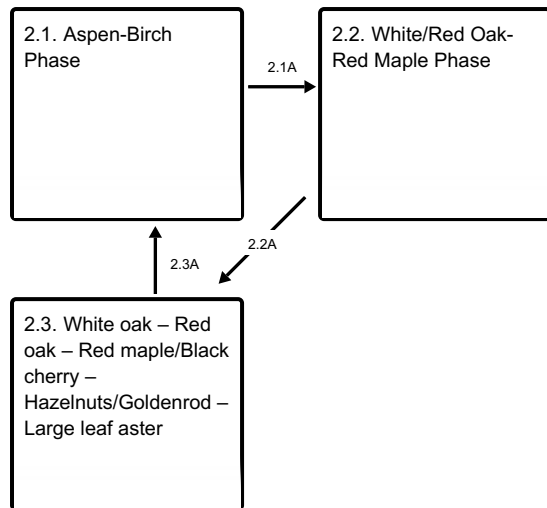 2.1. Aspen-Birch
Phase
2.1A
2.2. White/Red Oak-
Red Maple Phase
2.2A
2.3A
2.3. White oak – Red
oak – Red maple/Black
cherry –
Hazelnuts/Goldenrod –
Large leaf aster